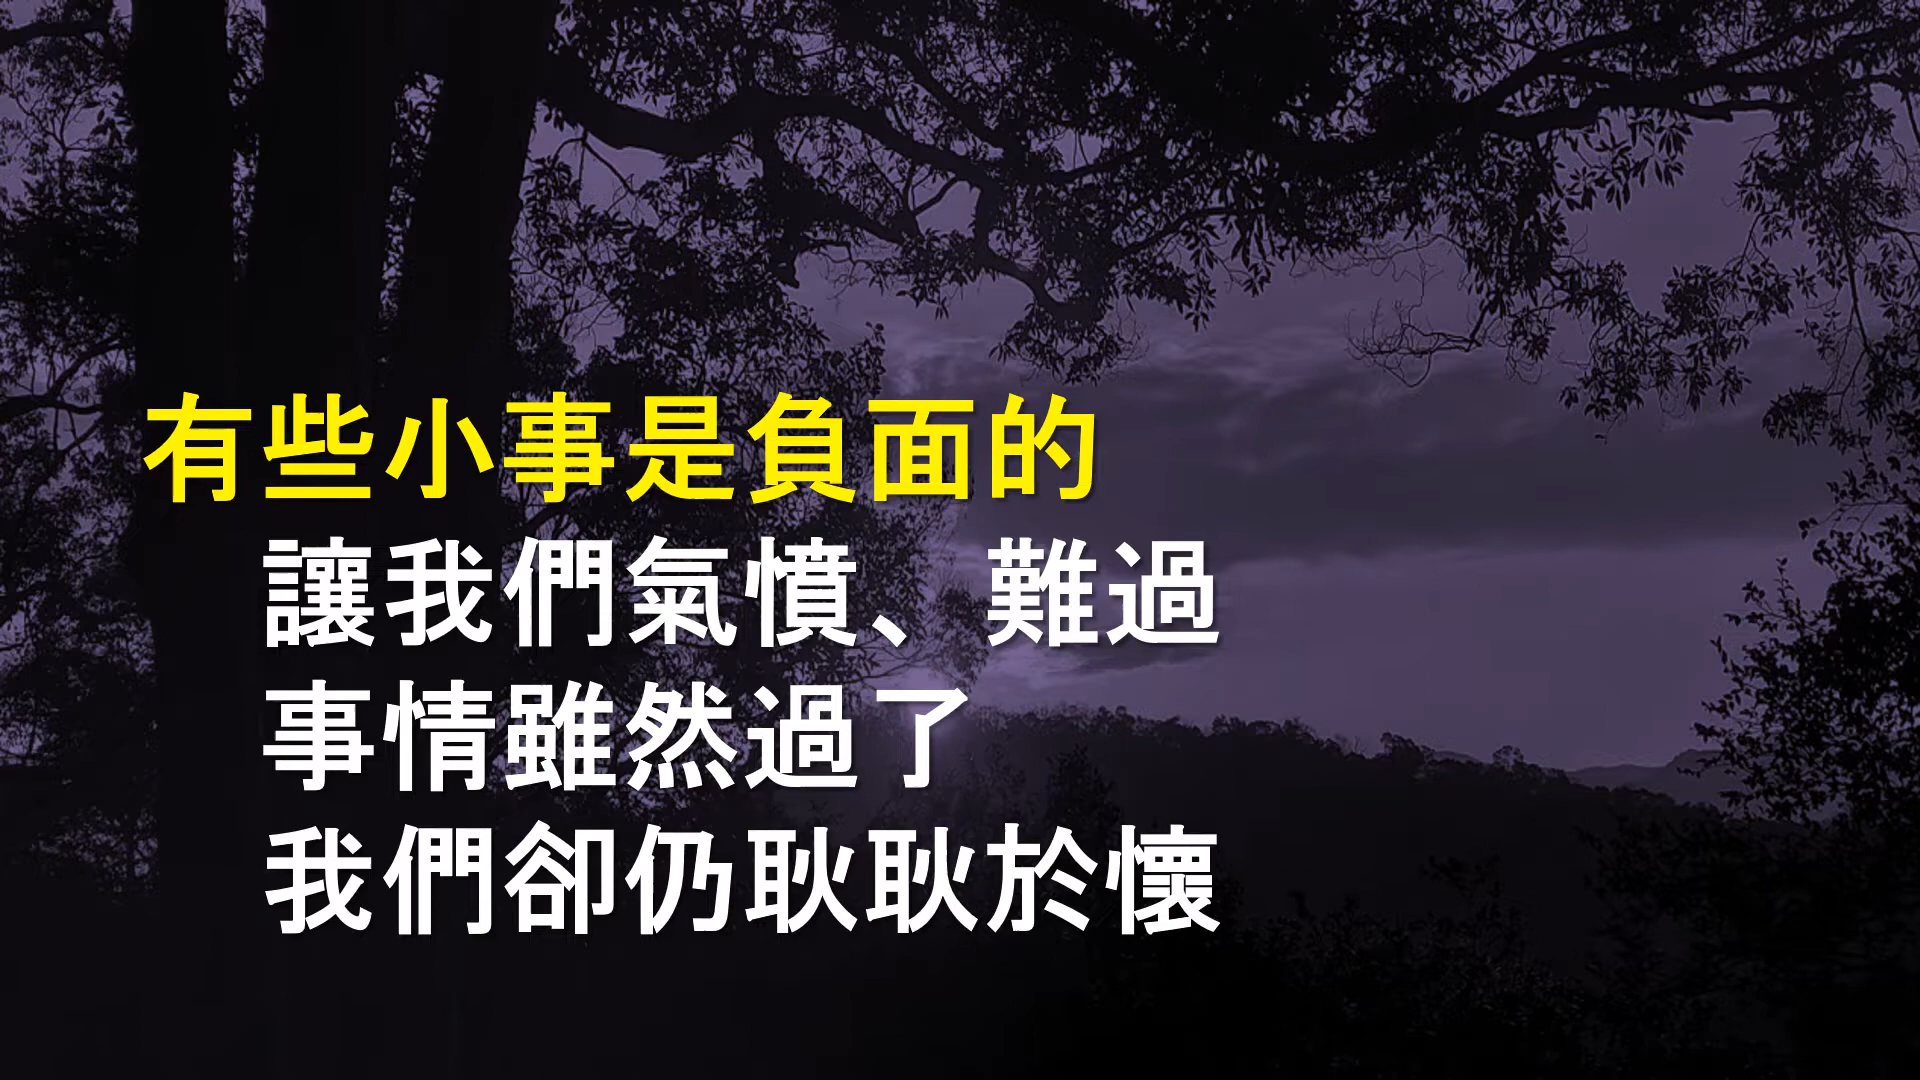 有些小事是負面的
讓我們氣憤、難過
事情雖然過了
我們卻仍耿耿於懷